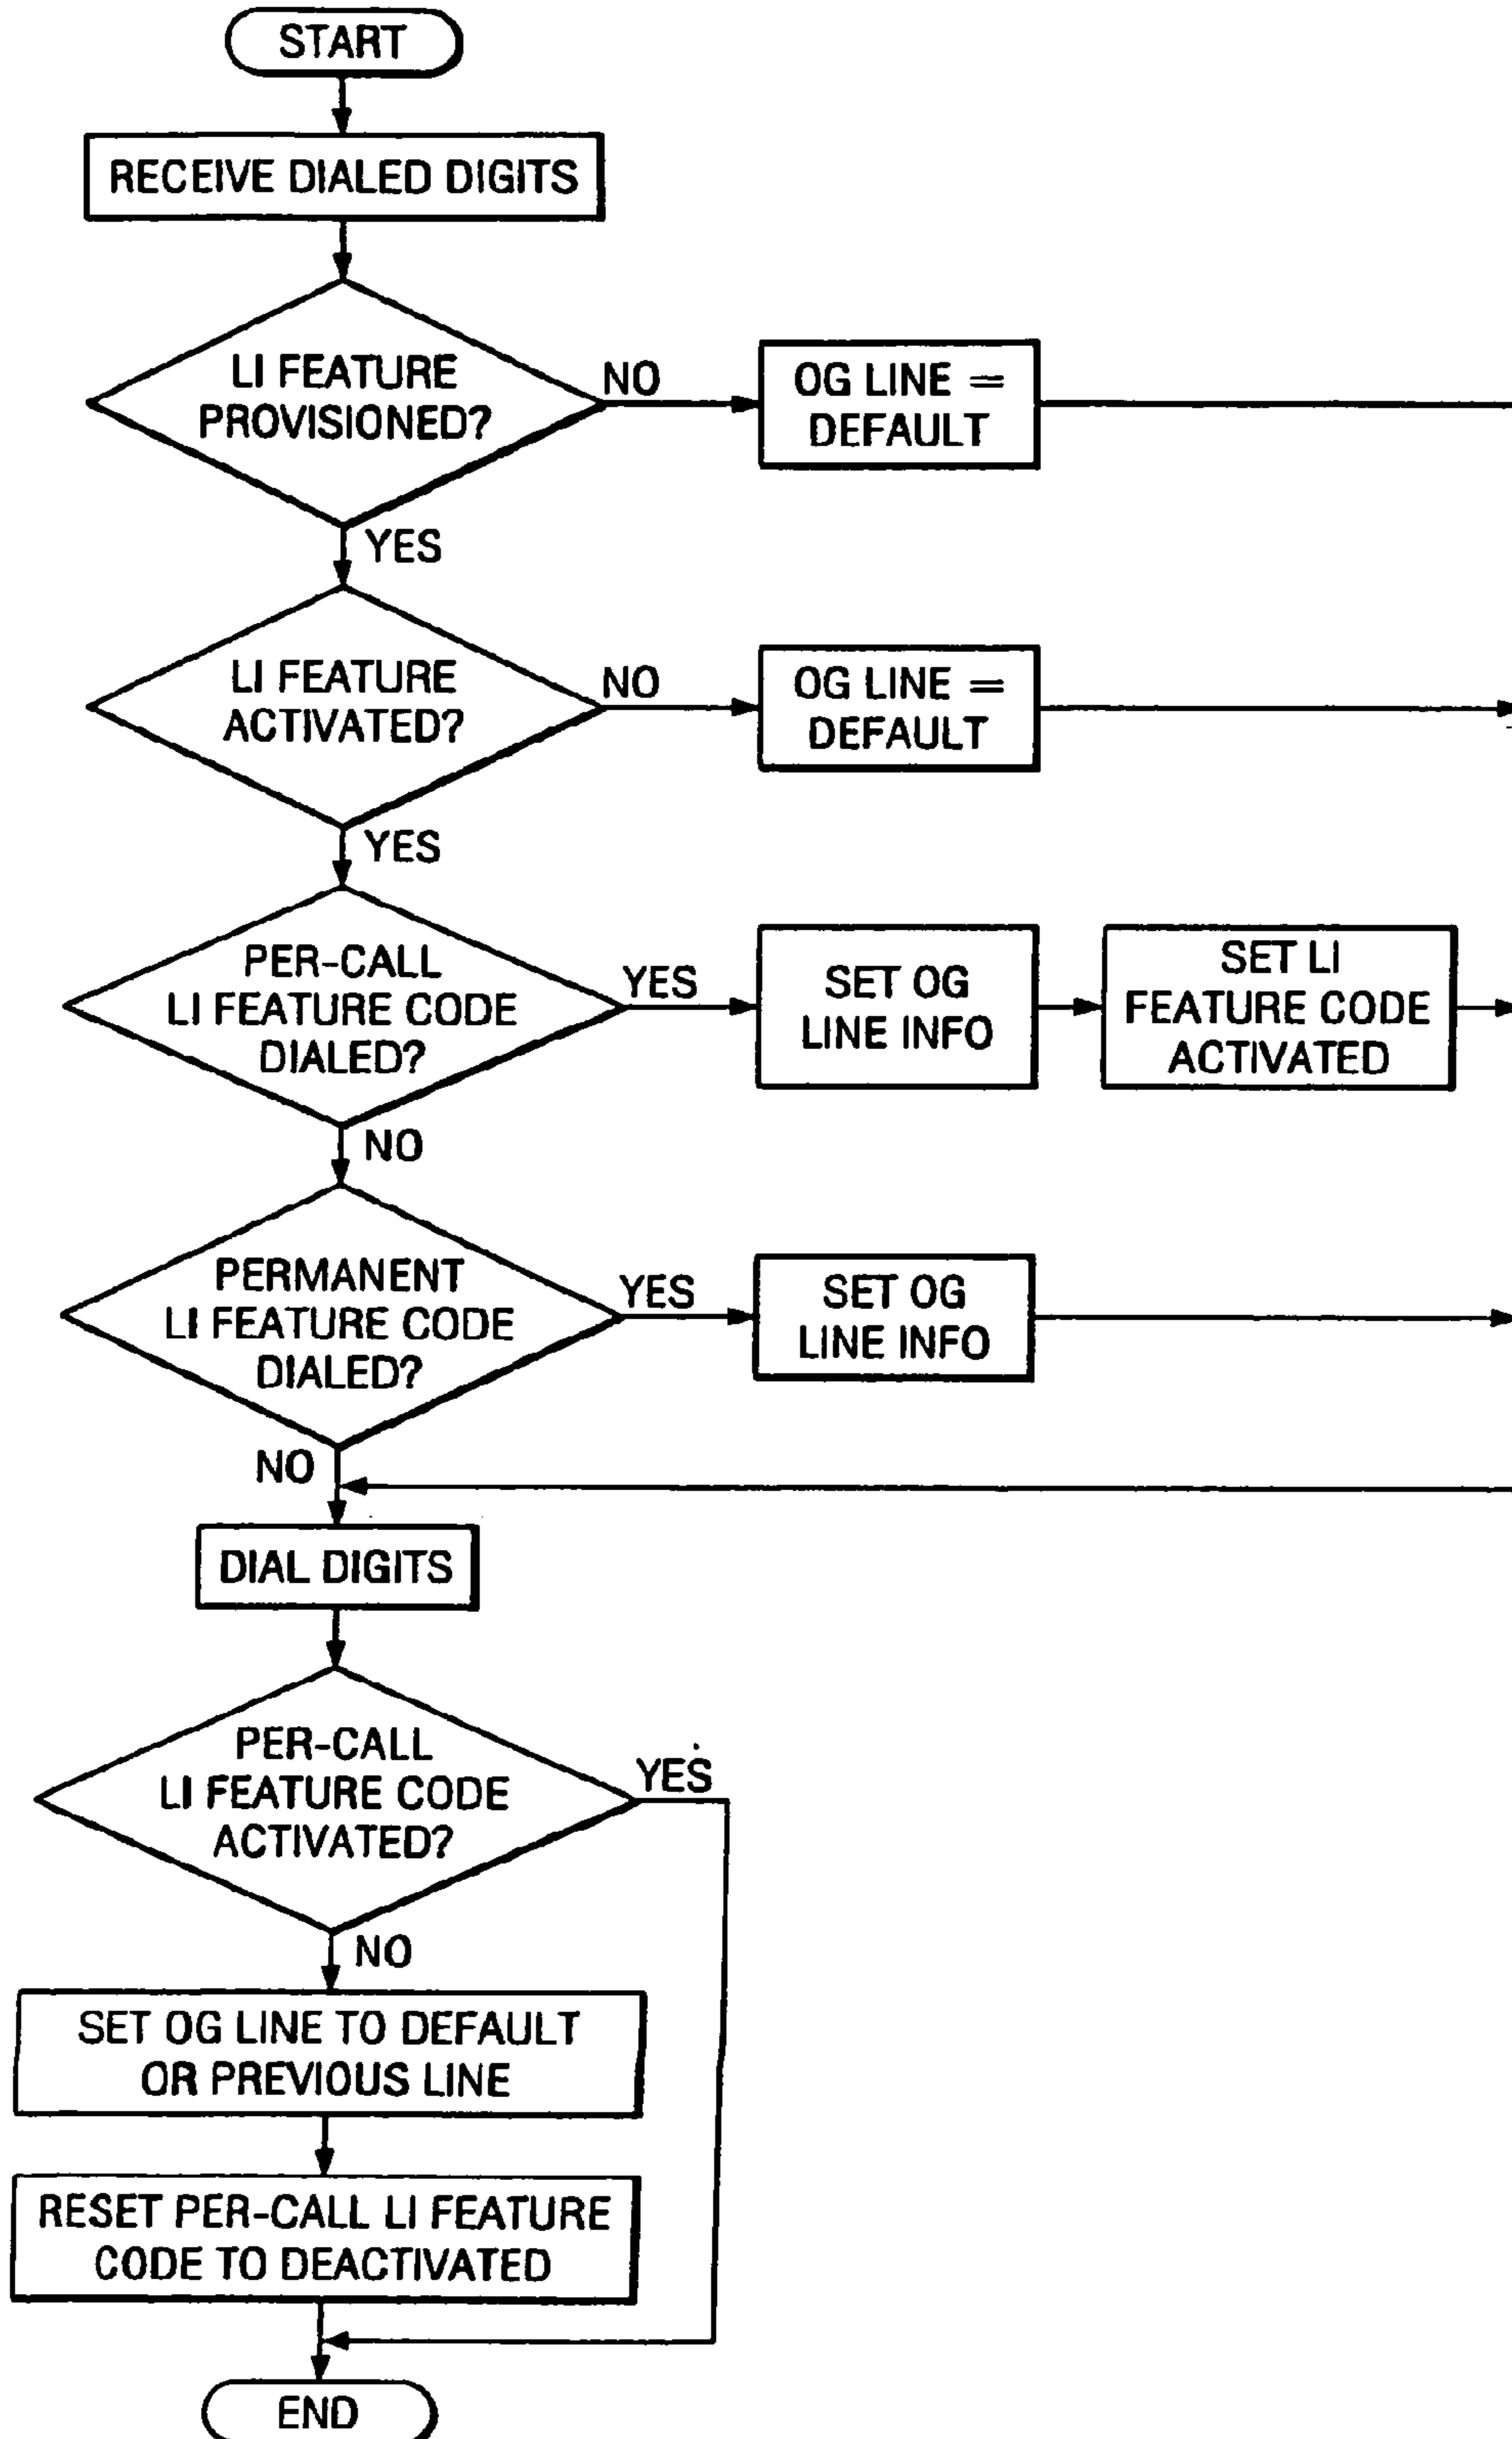 START
RECEIVE DIALED DIGITS
LI FEATURE
PROVISIONED?
NO
OG LINE =
DEFAULT
YES
LI FEATURE
ACTIVATED?
NO
OG LINE =
DEFAULT
YES
PER-CALL
LI FEATURE CODE
DIALED?
YES
SET OG
LINE INFO
SET LI
FEATURE CODE
ACTIVATED
NO
PERMANENT
LI FEATURE CODE
DIALED?
YES
SET OG
LINE INFO
NO
DIAL DIGITS
PER-CALL
LI FEATURE CODE
ACTIVATED?
YES
NO
SET OG LINE TO DEFAULT
OR PREVIOUS LINE
RESET PER-CALL LI FEATURE
CODE TO DEACTIVATED
END